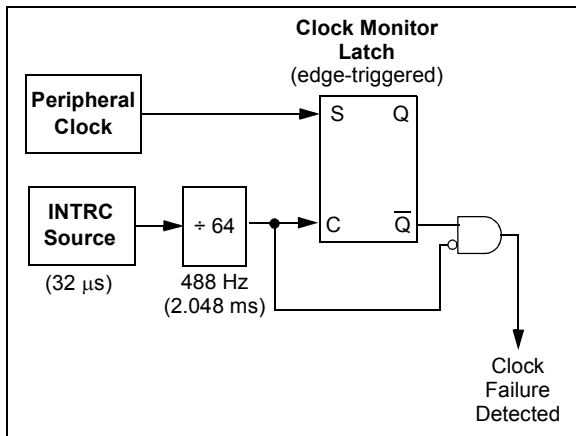 Clock Monitor
Latch
(edge-triggered)
Peripheral
Clock
S
Q
INTRC
Source
÷ 64
C
Q̅
(32 μs)
488 Hz
(2.048 ms)
Clock
Failure
Detected